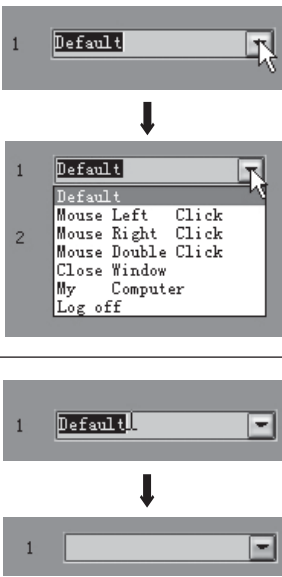 1 Default
1 Default
Default
Mouse Left Click
2 Mouse Right Click
Mouse Double Click
Close Window
My Computer
Log off
1 Default
1